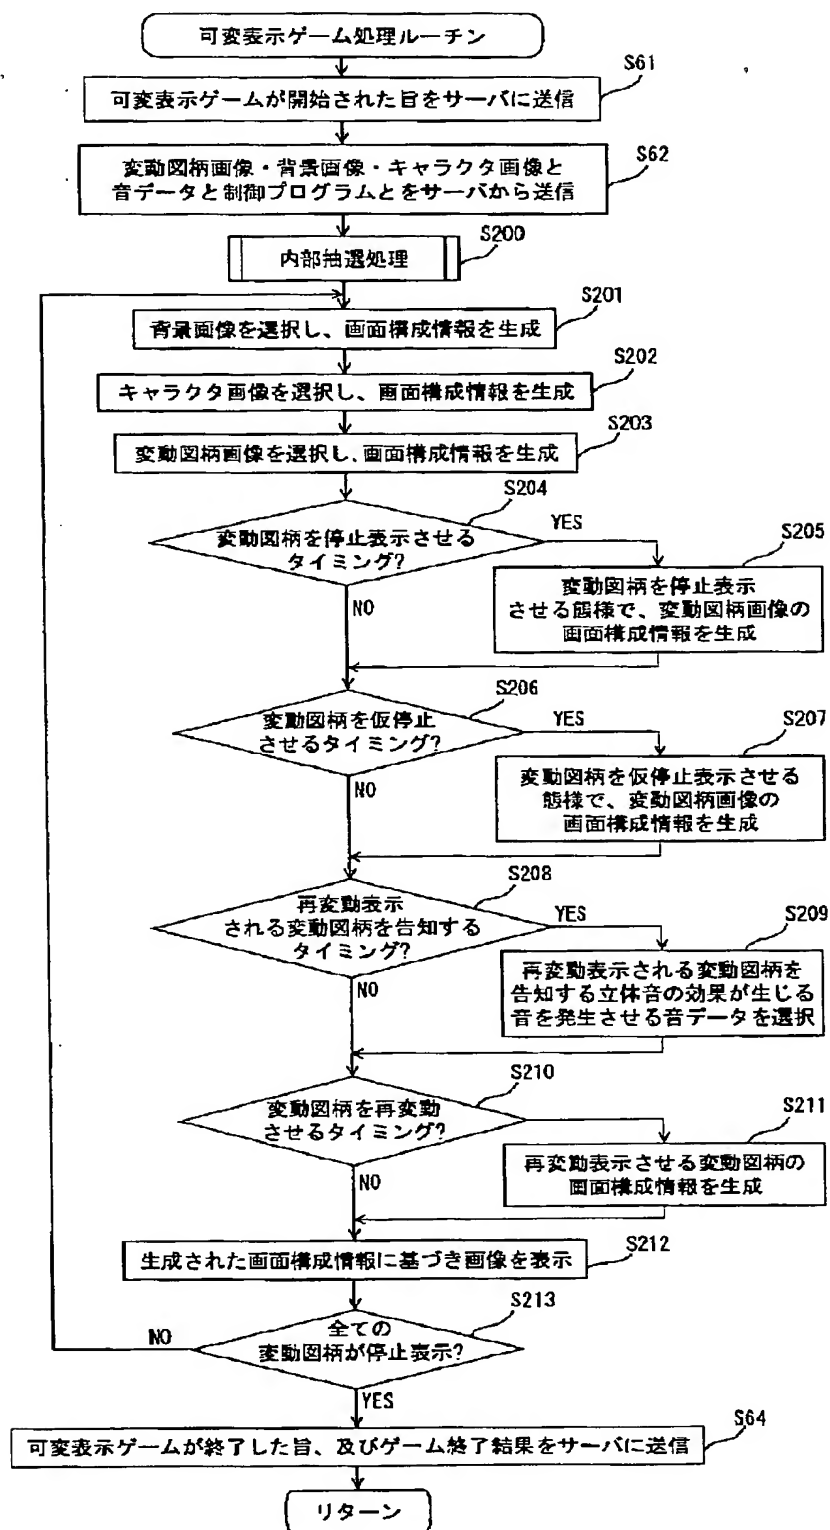 可変表示ゲーム処理ルーチン
S61
可変表示ゲームが開始された旨をサーバに送信
S62
変動図柄画像・背景画像・キャラクタ画像と
音データと制御プログラムとをサーバから送信
S200
内部抽選処理
S201
背景画像を選択し、画面構成情報を生成
S202
キャラクタ画像を選択し、画面構成情報を生成
S203
変動図柄画像を選択し、画面構成情報を生成
S204
変動図柄を停止表示させる
タイミング?
YES
NO
S205
変動図柄を停止表示
させる態様で、変動図柄画像の
画面構成情報を生成
S206
変動図柄を仮停止
させるタイミング?
YES
NO
S207
変動図柄を仮停止表示させる
態様で、変動図柄画像の
画面構成情報を生成
S208
再変動表示
される変動図柄を告知する
タイミング?
YES
NO
S209
再変動表示される変動図柄を
告知する立体音の効果が生じる
音を発生させる音データを選択
S210
変動図柄を再変動
させるタイミング?
NO
S211
再変動表示させる変動図柄の
画面構成情報を生成
S212
生成された画面構成情報に基づき画像を表示
S213
全ての
変動図柄が停止表示?
NO
YES
S64
可変表示ゲームが終了した旨、及びゲーム終了結果をサーバに送信
リターン